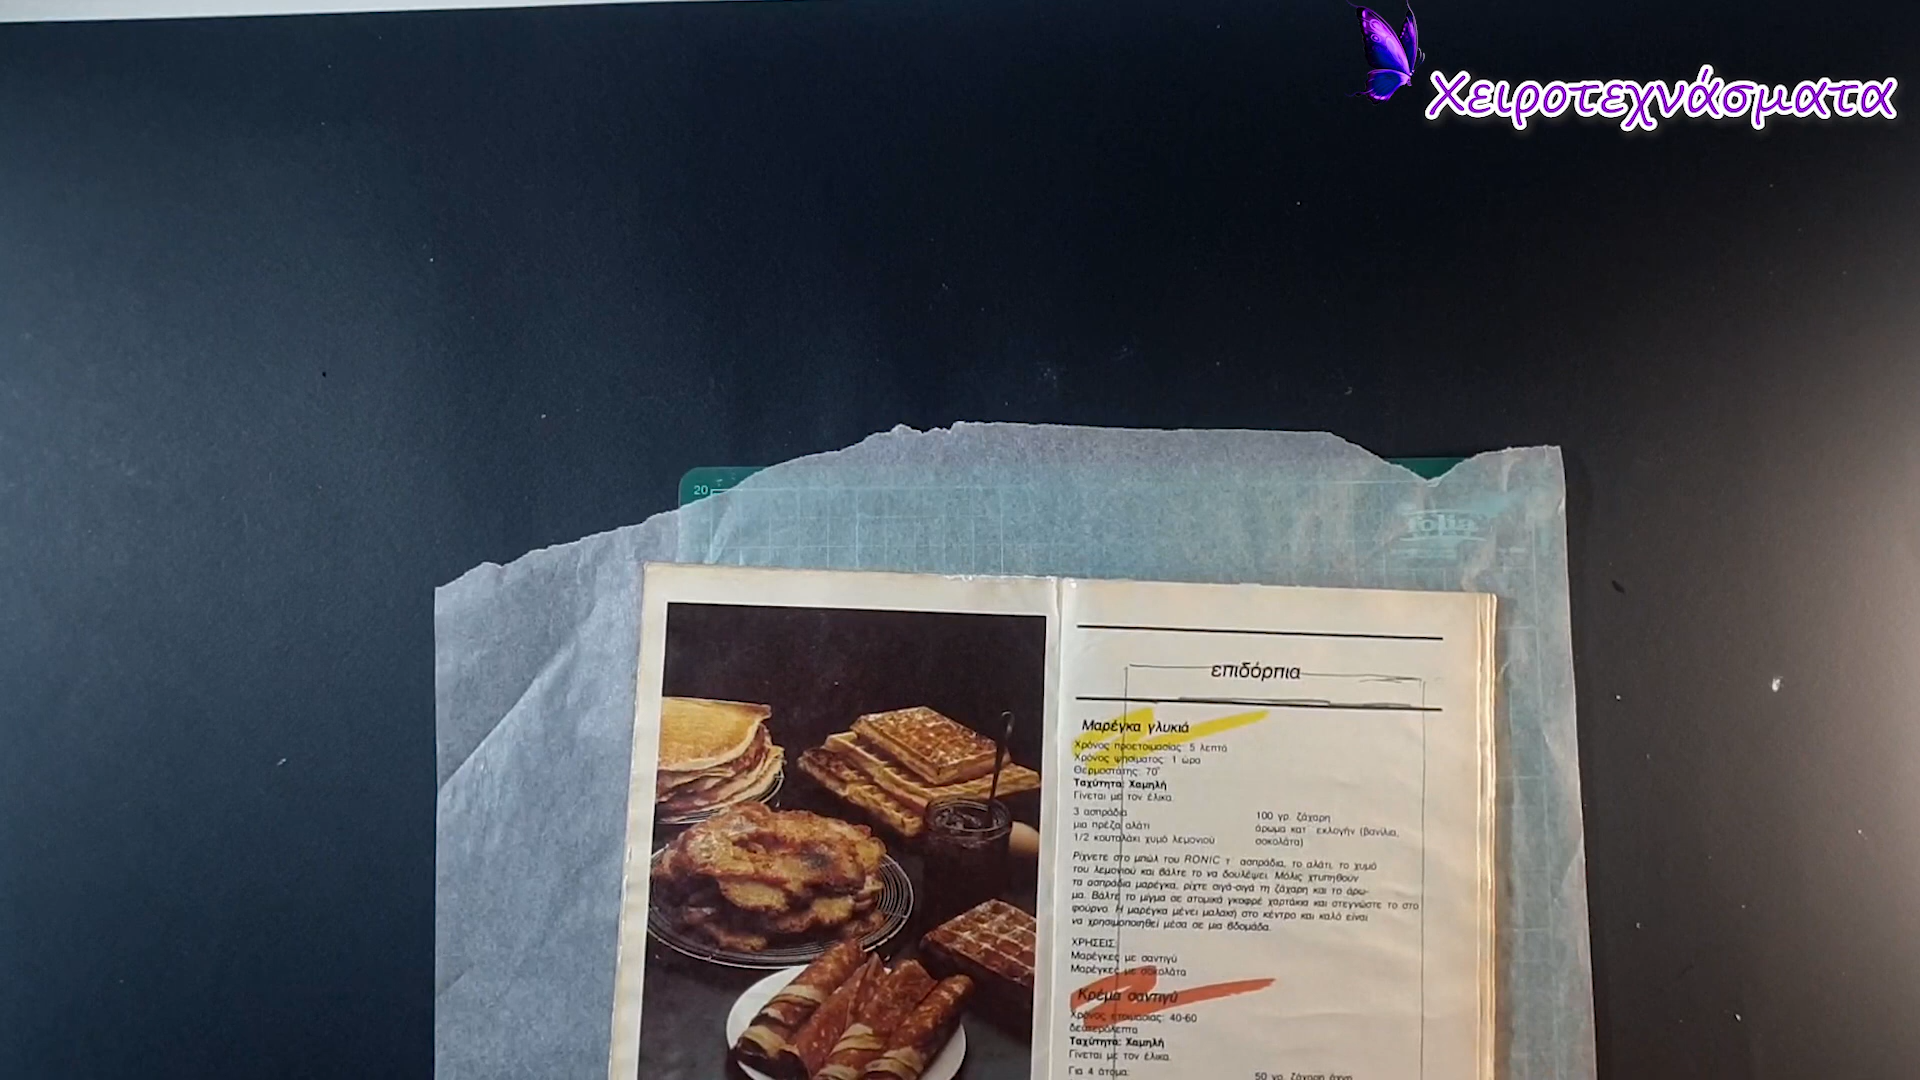 Χειροτεχνάσματα
20
folia
επιδόρπια
Μαρέγκα γλυκιά
Χρόνος προετοιμασίας: 5 λεπτά
Χρόνος ψησίματος: 1 ώρα
Θερμοστάτης: 70°
Ταχύτητα: Χαμηλή
Γίνεται με τον έλικα.
3 ασπράδια
μια πρέζα αλάτι
1/2 κουταλάκι χυμό λεμονιού
100 γρ. ζάχαρη
άρωμα κατ' εκλογήν (βανίλια,
σοκολάτα)
Ρίχνετε στο μπώλ του RONIC τ' ασπράδια, το αλάτι, το χυμό
του λεμονιού και βάλτε το να δουλέψει. Μόλις χτυπηθούν
τα ασπράδια μαρέγκα, ρίχτε σιγά-σιγά τη ζάχαρη και το άρω-
μα. Βάλτε το μίγμα σε ατομικά γκοφρέ χαρτάκια και στεγνώστε το στο
φούρνο. Η μαρέγκα μένει μαλακή στο κέντρο και καλό είναι
να χρησιμοποιηθεί μέσα σε μια βδομάδα.
ΧΡΗΣΕΙΣ:
Μαρέγκες με σαντιγύ
Μαρέγκες με σοκολάτα
Κρέμα σαντιγύ
Χρόνος ετοιμασίας: 40-60
δευτερόλεπτα
Ταχύτητα: Χαμηλή
Γίνεται με τον έλικα.
Για 4 άτομα:
50 γρ. ζάχαρη άχνη